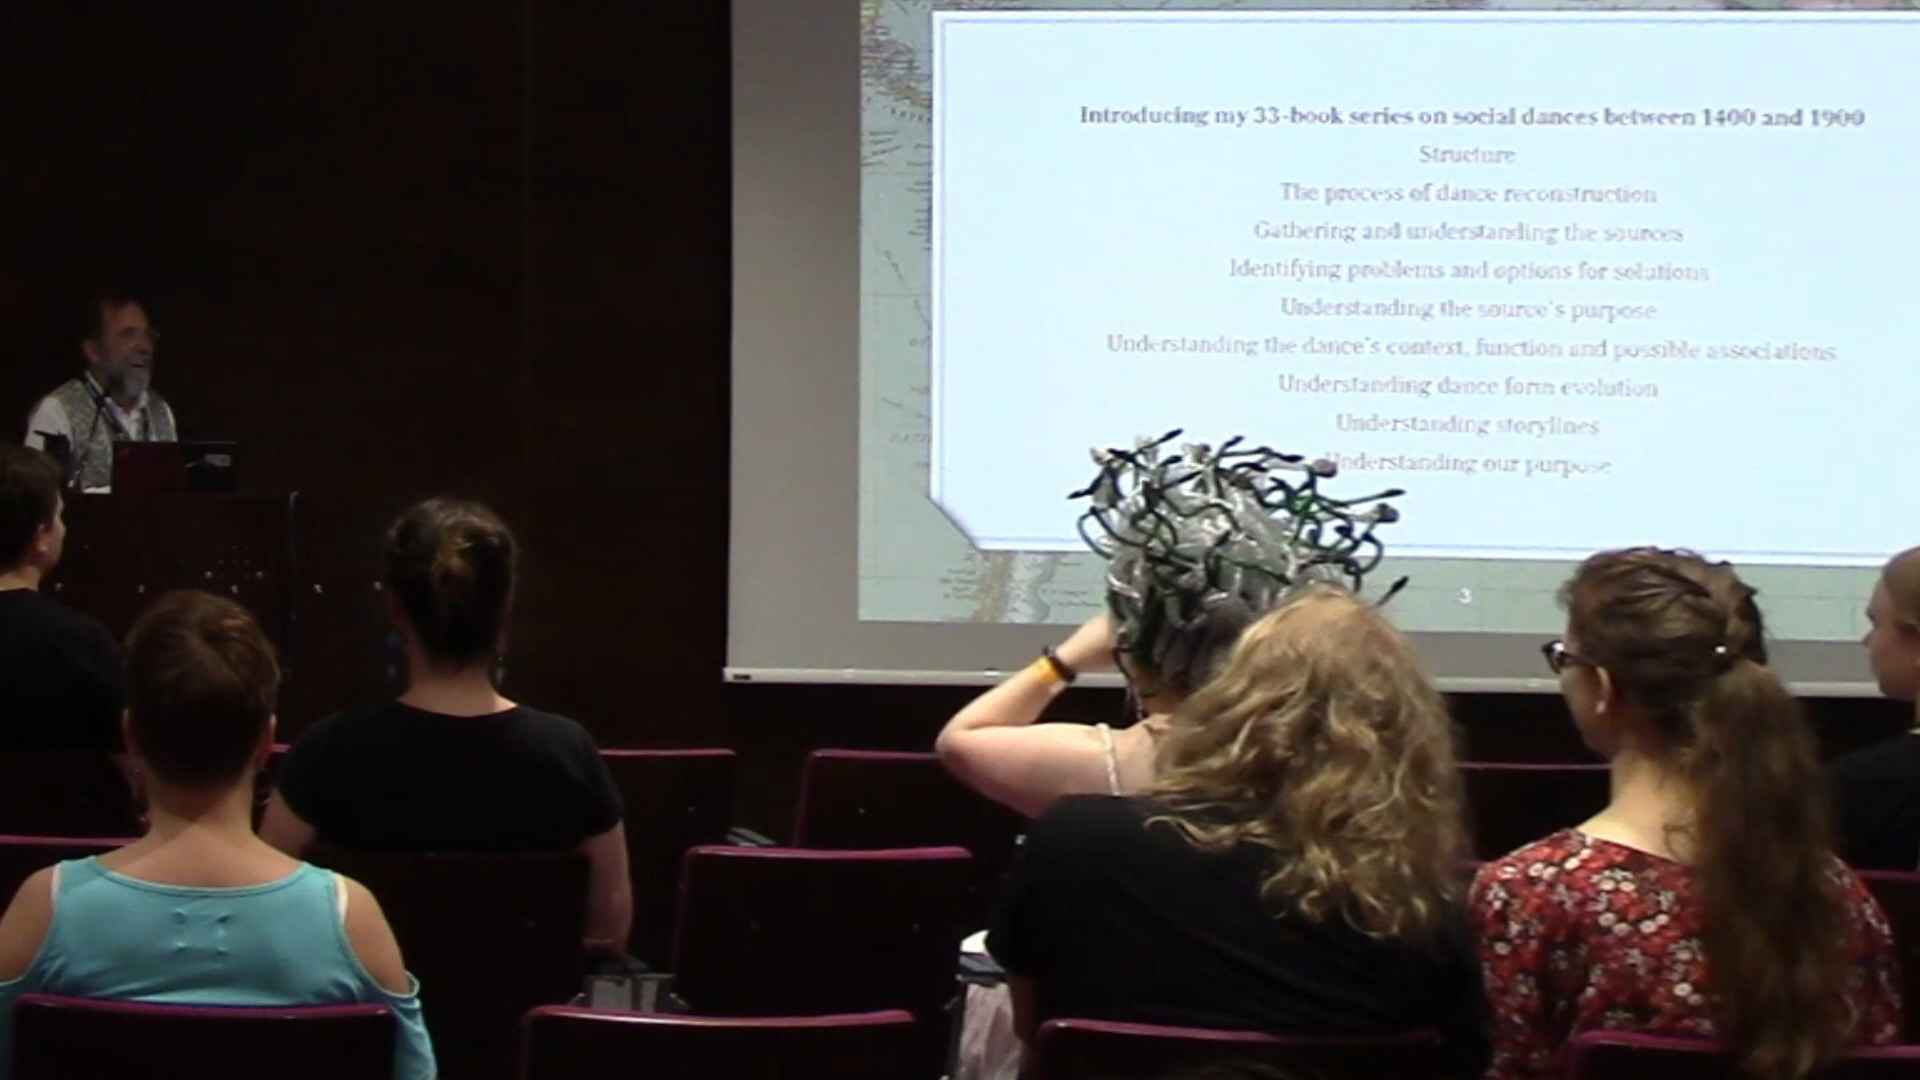 Introducing my 33-book series on social dances between 1400 and 1900
Structure
The process of dance reconstruction
Gathering and understanding the sources
Identifying problems and options for solutions
Understanding the source's purpose
Understanding the dance's context, function and possible associations
Understanding dance form evolution
Understanding storylines
Understanding our purpose
3